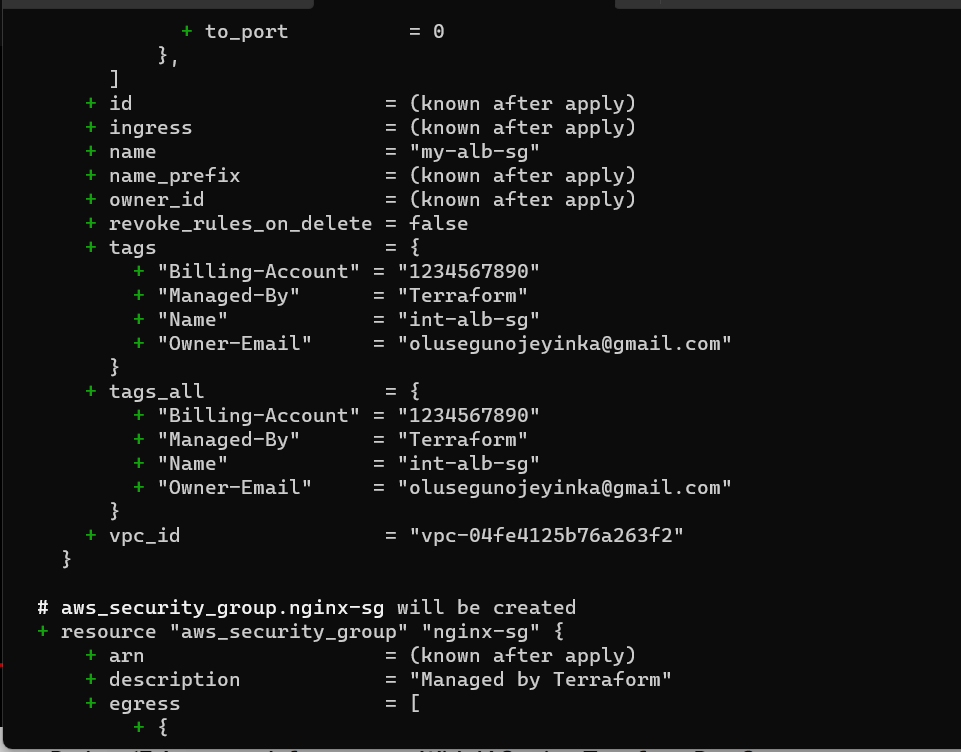 + to_port = 0
},
]
+ id = (known after apply)
+ ingress = (known after apply)
+ name = "my-alb-sg"
+ name_prefix = (known after apply)
+ owner_id = (known after apply)
+ revoke_rules_on_delete = false
+ tags = {
+ "Billing-Account" = "1234567890"
+ "Managed-By" = "Terraform"
+ "Name" = "int-alb-sg"
+ "Owner-Email" = "olusegunojeyinka@gmail.com"
}
+ tags_all = {
+ "Billing-Account" = "1234567890"
+ "Managed-By" = "Terraform"
+ "Name" = "int-alb-sg"
+ "Owner-Email" = "olusegunojeyinka@gmail.com"
}
+ vpc_id = "vpc-04fe4125b76a263f2"
}
# aws_security_group.nginx-sg will be created
+ resource "aws_security_group" "nginx-sg" {
+ arn = (known after apply)
+ description = "Managed by Terraform"
+ egress = [
+ {